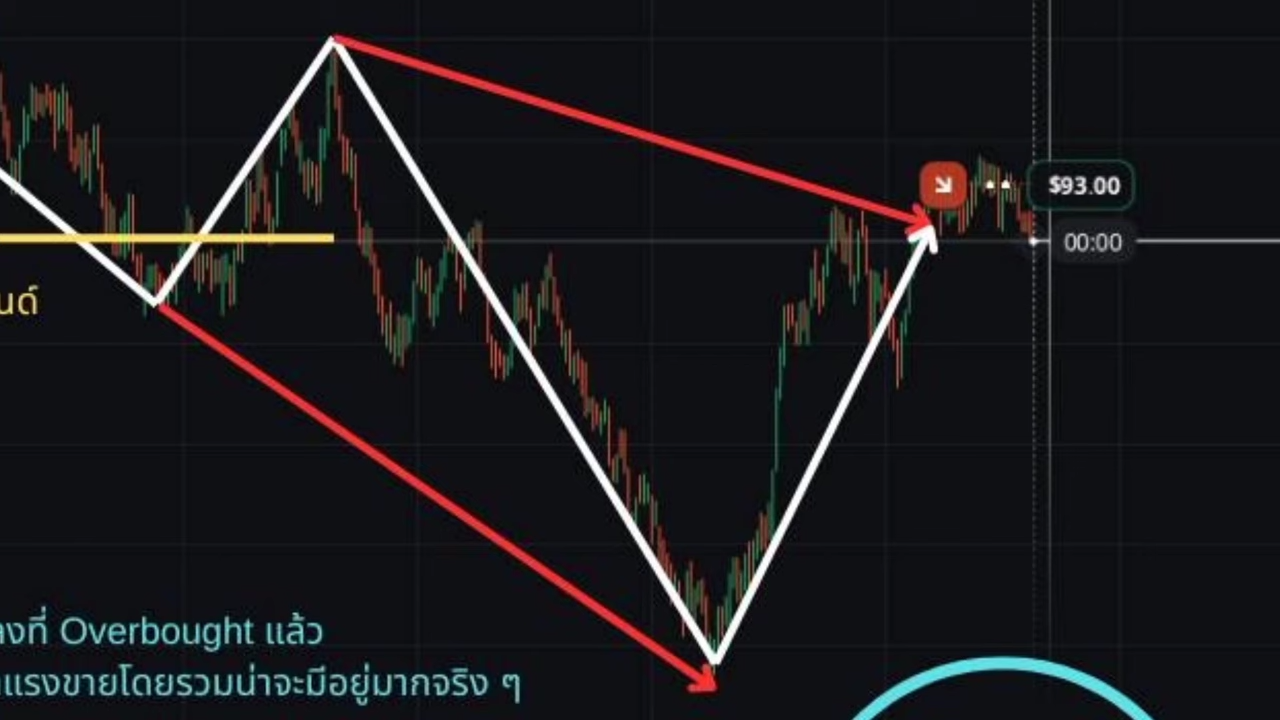 $93.00
00:00
นด์
งที่ Overbought แล้ว
แรงขายโดยรวมน่าจะมีอยู่มากจริง ๆ